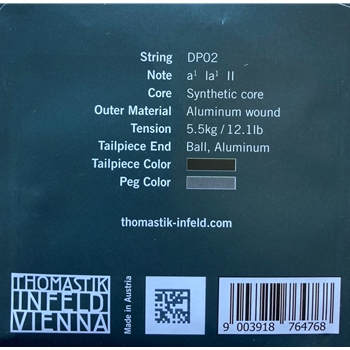 String DP02
Note a¹ la¹ II
Core Synthetic core
Outer Material Aluminum wound
Tension 5.5kg / 12.1lb
Tailpiece End Ball, Aluminum
Tailpiece Color
Peg Color
thomastik-infeld.com
THOMASTIK
INFELD
VIENNA
Made in Austria
9 003918 764768